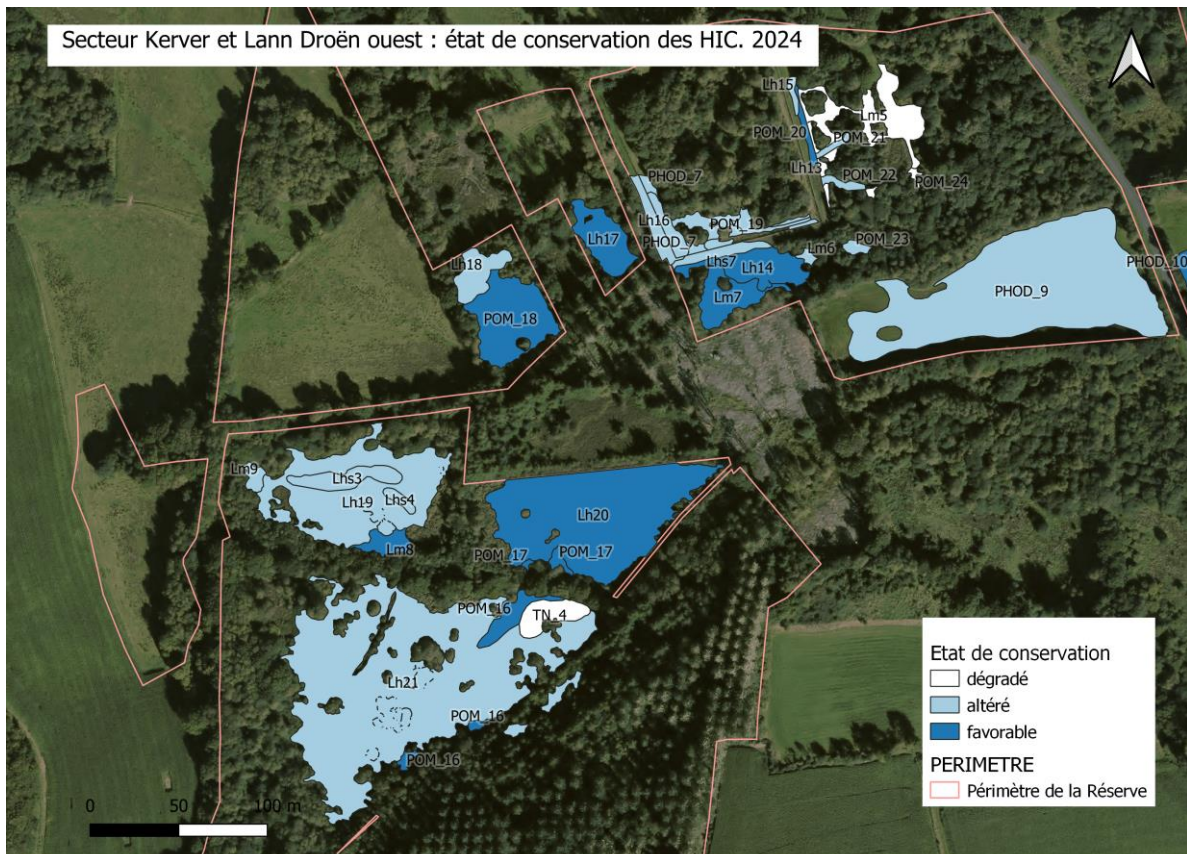 Secteur Kerver et Lann Droën ouest : état de conservation des HIC. 2024
Lh15
Lm5
POM_20
POM_21
Lh13
POM_22
POM_24
PHOD_7
Lh16
POM_19
PHOD_7
Lhs7
Lh14
Lm6
POM_23
Lm7
Lh17
Lh18
POM_18
PHOD_9
PHOD_10
Lm9
Lhs3
Lh19
Lhs4
Lm8
Lh20
POM_17
POM_17
POM_16
TN_4
Lh21
POM_16
POM_16
Etat de conservation
dégradé
altéré
favorable
PERIMETRE
Périmètre de la Réserve
0 50 100 m